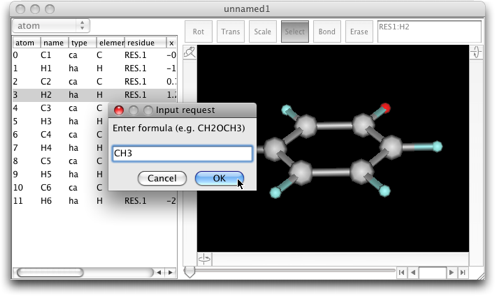 unnamed1
atom
Rot Trans Scale Select Bond Erase RES1:H2
atom name type elemer residue x
0 C1 ca C RES.1 -0
1 H1 ha H RES.1 -1
2 C2 ca C RES.1 0.
3 H2 ha H RES.1 1.2
4 C3 ca C
5 H3 ha H
6 C4 ca C
7 H4 ha H
8 C5 ca C
9 H5 ha H
10 C6 ca C
11 H6 ha H RES.1 -2
Input request
Enter formula (e.g. CH2OCH3)
CH3
Cancel OK